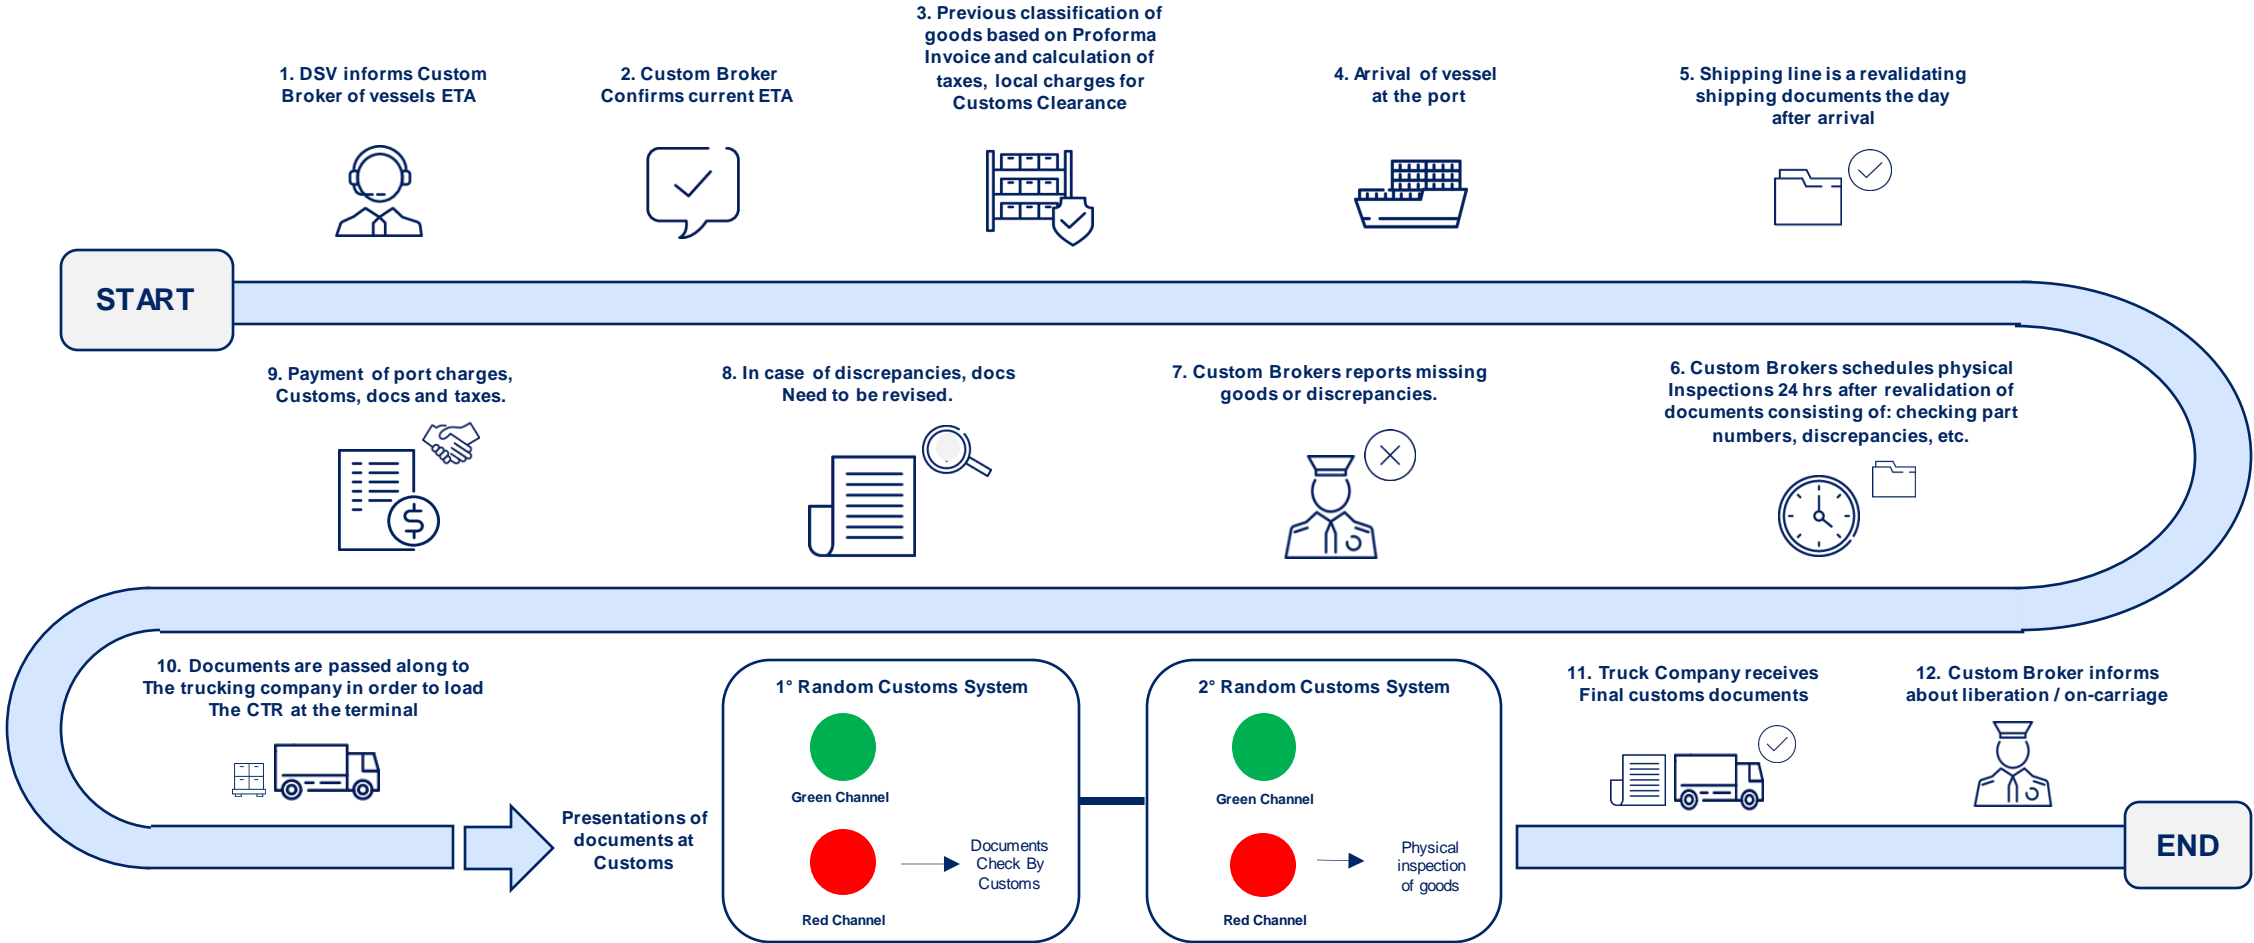 1. DSV informs Custom
Broker of vessels ETA
2. Custom Broker
Confirms current ETA
3. Previous classification of
goods based on Proforma
Invoice and calculation of
taxes, local charges for
Customs Clearance
4. Arrival of vessel
at the port
5. Shipping line is a revalidating
shipping documents the day
after arrival
START
6. Custom Brokers schedules physical
Inspections 24 hrs after revalidation of
documents consisting of: checking part
numbers, discrepancies, etc.
7. Custom Brokers reports missing
goods or discrepancies.
8. In case of discrepancies, docs
Need to be revised.
9. Payment of port charges,
Customs, docs and taxes.
$
10. Documents are passed along to
The trucking company in order to load
The CTR at the terminal
Presentations of
documents at
Customs
1° Random Customs System
Green Channel
Red Channel
Documents
Check By
Customs
2° Random Customs System
Green Channel
Red Channel
Physical
inspection
of goods
11. Truck Company receives
Final customs documents
12. Custom Broker informs
about liberation / on-carriage
END